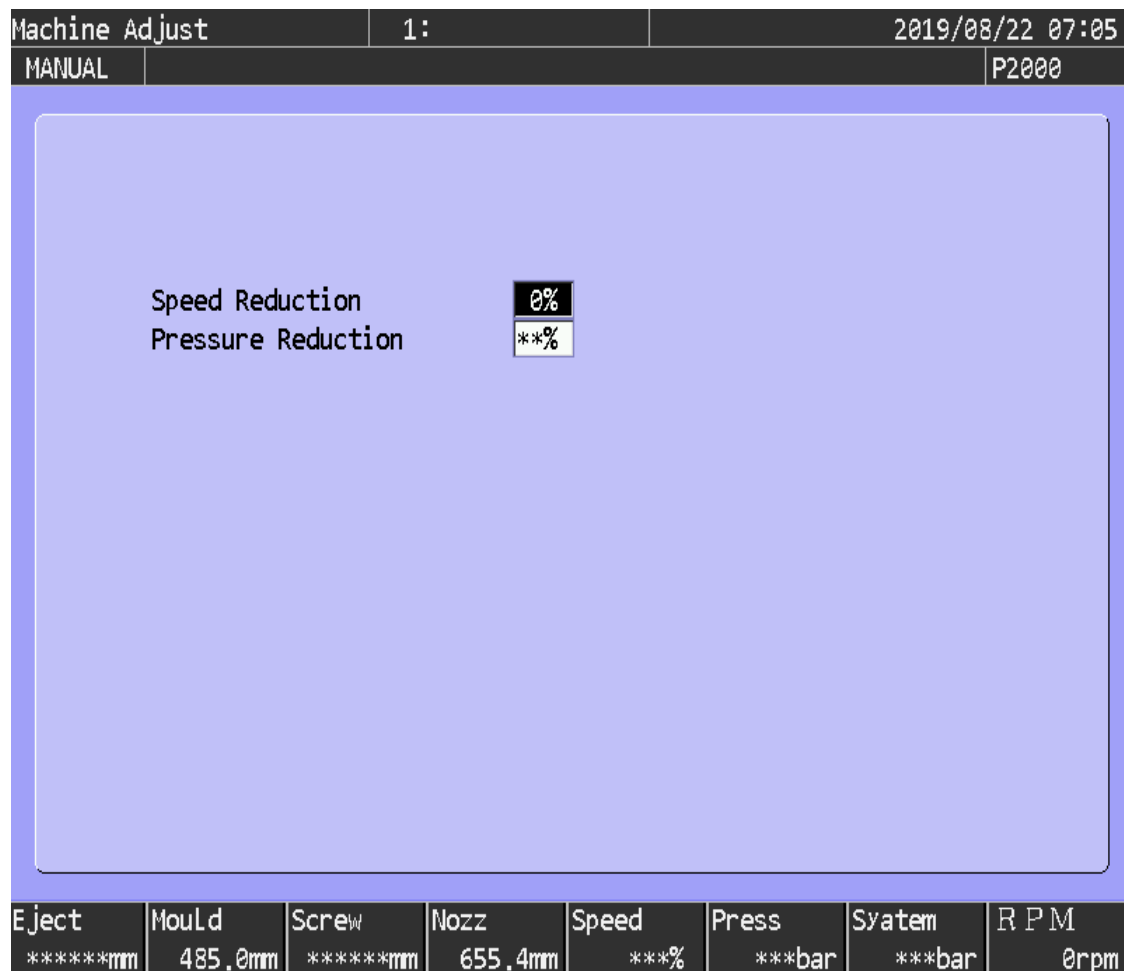 Machine Adjust 1: 2019/08/22 07:05
MANUAL P2000
Speed Reduction 0%
Pressure Reduction **%
Eject Mould Screw Nozz Speed Press Syatem RPM
******mm 485.0mm ******mm 655.4mm ***% ***bar ***bar 0rpm